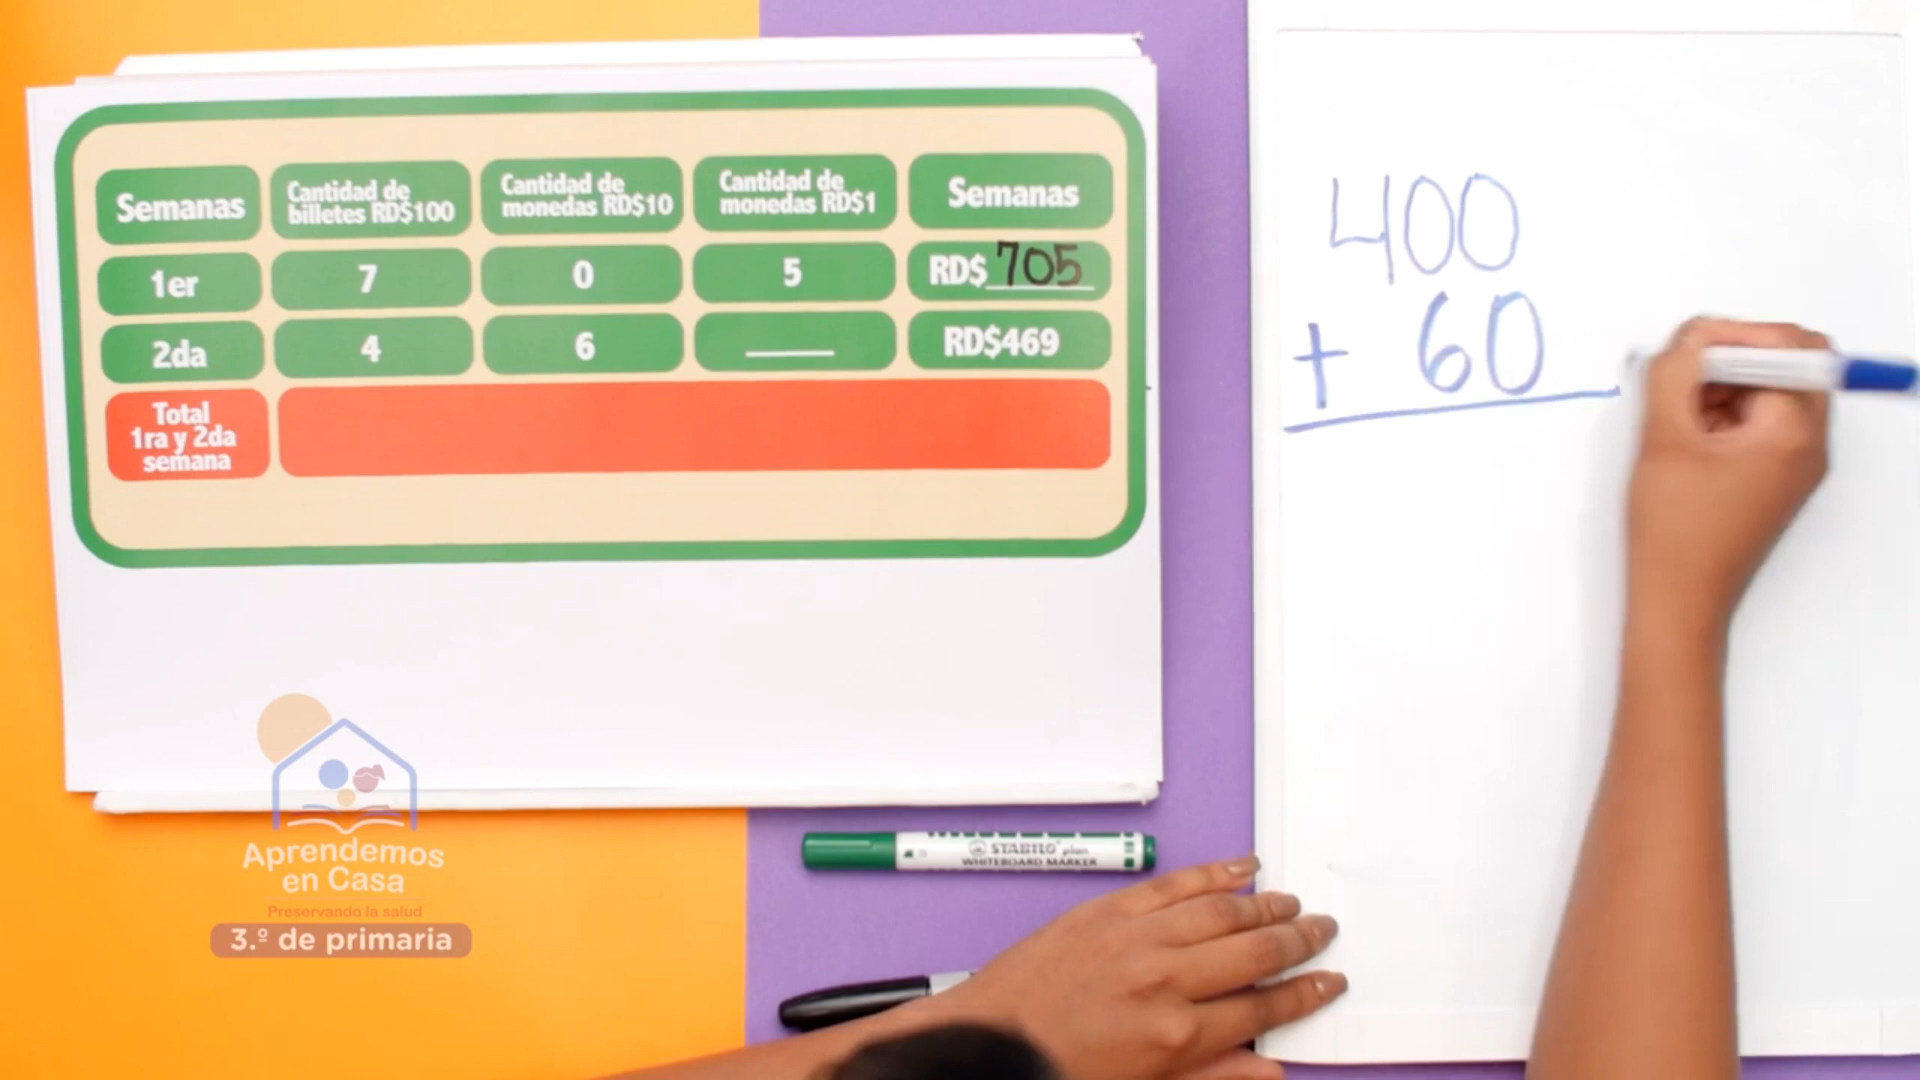 Semanas
Cantidad de
billetes RD$100
Cantidad de
monedas RD$10
Cantidad de
monedas RD$1
Semanas
1er
7
0
5
RD$ 705
2da
4
6
RD$469
Total
1ra y 2da
semana
400
+ 60
STABILO plan
WHITEBOARD MARKER
Aprendemos
en Casa
Preservando la salud
3.º de primaria